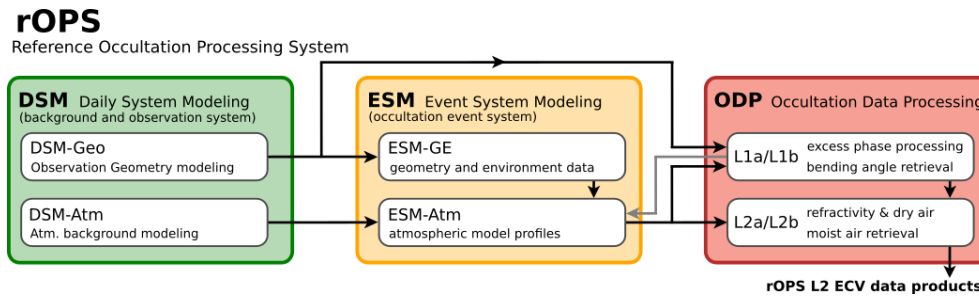 rOPS
Reference Occultation Processing System
DSM Daily System Modeling
(background and observation system)
DSM-Geo
Observation Geometry modeling
DSM-Atm
Atm. background modeling
ESM Event System Modeling
(occultation event system)
ESM-GE
geometry and environment data
ESM-Atm
atmospheric model profiles
ODP Occultation Data Processing
L1a/L1b
excess phase processing
bending angle retrieval
L2a/L2b
refractivity & dry air
moist air retrieval
rOPS L2 ECV data products